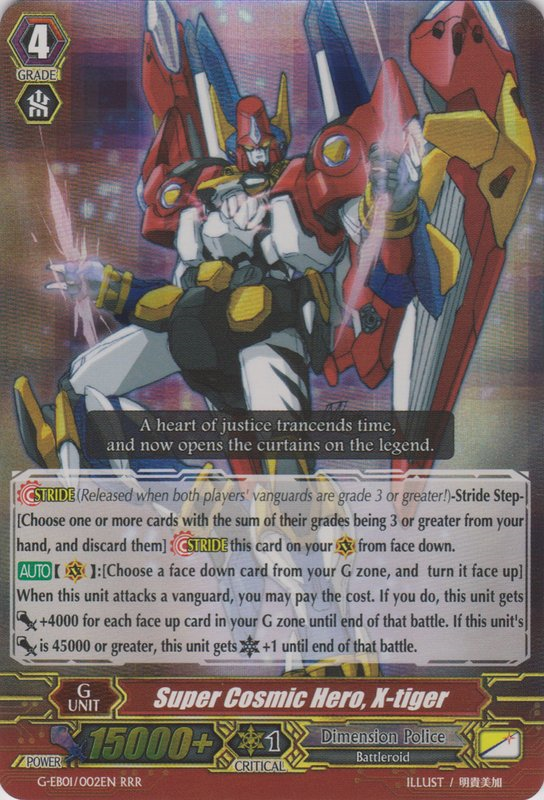 4
GRADE
A heart of justice trancends time,
and now opens the curtains on the legend.
STRIDE (Released when both players' vanguards are grade 3 or greater!)-Stride Step-
[Choose one or more cards with the sum of their grades being 3 or greater from your
hand, and discard them] STRIDE this card on your from face down.
AUTO【 】:[Choose a face down card from your G zone, and turn it face up]
When this unit attacks a vanguard, you may pay the cost. If you do, this unit gets
+4000 for each face up card in your G zone until end of that battle. If this unit's
is 45000 or greater, this unit gets +1 until end of that battle.
G
UNIT
Super Cosmic Hero, X-tiger
POWER
15000+
1
CRITICAL
Dimension Police
Battleroid
G-EB01/002EN RRR
ILLUST / 明貴美加